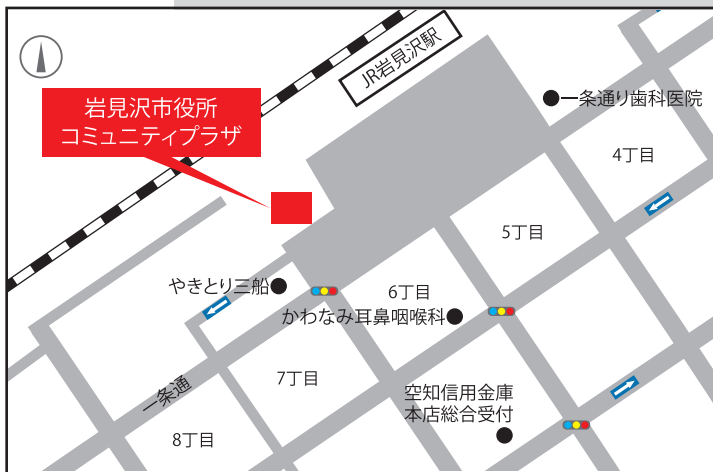 JR岩見沢駅
岩見沢市役所
コミュニティプラザ
一条通り歯科医院
4丁目
5丁目
やきとり三船
6丁目
かわなみ耳鼻咽喉科
7丁目
一条通
空知信用金庫
本店総合受付
8丁目